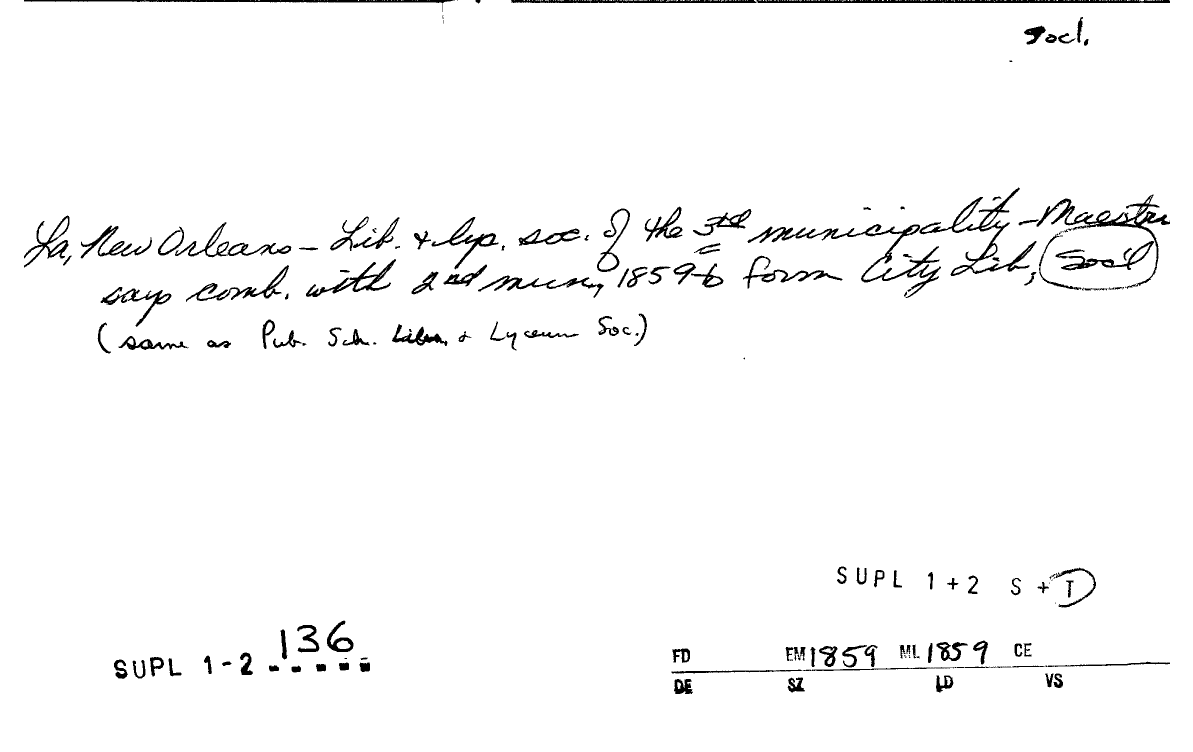 Socl.
La, New Orleans – Lib. & lyc. soc. of the 3rd municipality – Maestri
says comb. with 2nd mun, 1859 to form City Lib, Soc'l
(same as Pub. Sch. Libra. & Lyceum Soc.)
SUPL 1+2 S + T
SUPL 1-2 136
FD EM 1859 ML 1859 CE
DE SZ LD VS